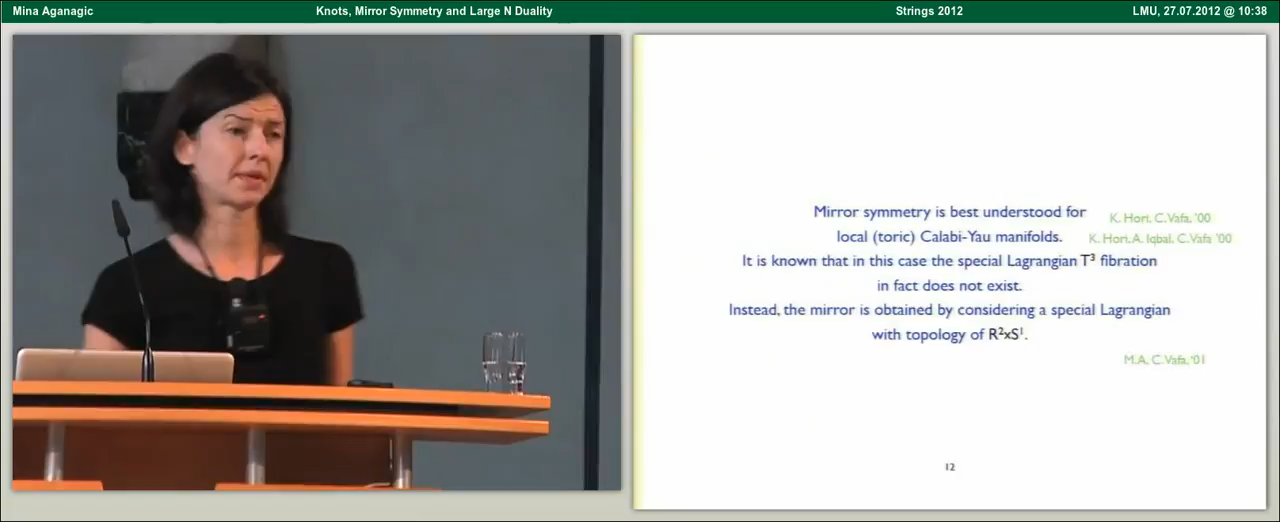 Mina Aganagic Knots, Mirror Symmetry and Large N Duality Strings 2012 LMU, 27.07.2012 @ 10:38
Mirror symmetry is best understood for
K. Hori, C. Vafa, '00
local (toric) Calabi-Yau manifolds.
K. Hori, A. Iqbal, C. Vafa '00
It is known that in this case the special Lagrangian T³ fibration
in fact does not exist.
Instead, the mirror is obtained by considering a special Lagrangian
with topology of R²xS¹.
M.A, C. Vafa, '01
12